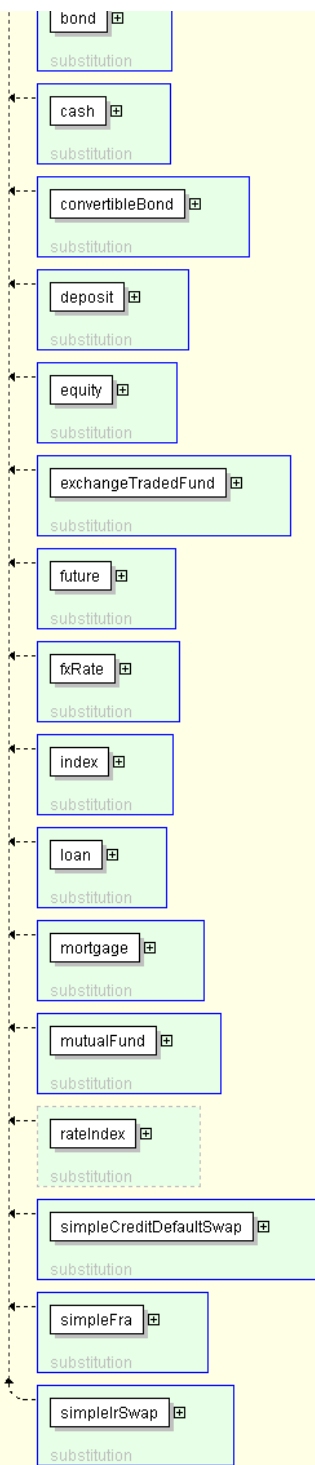 bond
substitution
cash
substitution
convertibleBond
substitution
deposit
substitution
equity
substitution
exchangeTradedFund
substitution
future
substitution
fxRate
substitution
index
substitution
loan
substitution
mortgage
substitution
mutualFund
substitution
rateIndex
substitution
simpleCreditDefaultSwap
substitution
simpleFra
substitution
simpleIrSwap
substitution